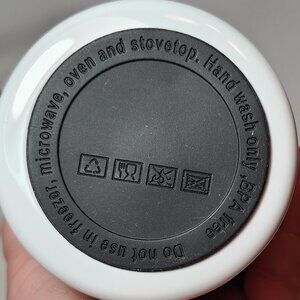 Do not use in freezer, microwave, oven and stovetop. Hand wash only ,BPA free